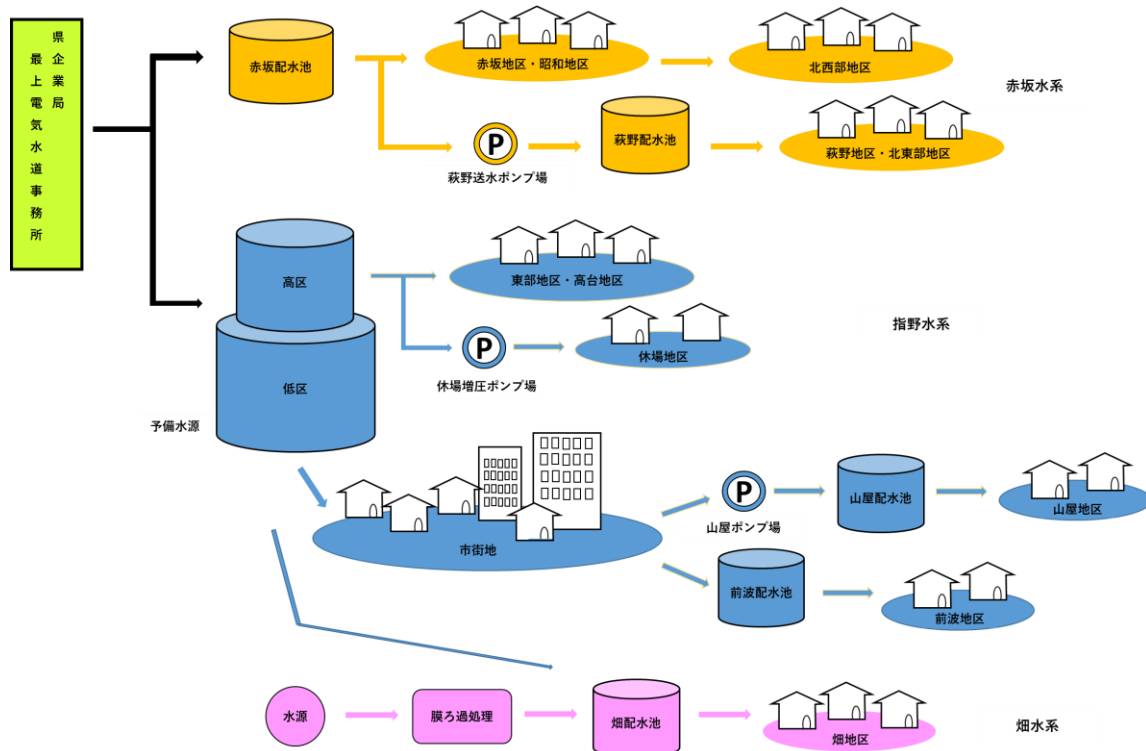 県企業局
最上電気水道事務所
赤坂配水池
赤坂地区・昭和地区
北西部地区
赤坂水系
P
萩野送水ポンプ場
萩野配水池
萩野地区・北東部地区
高区
東部地区・高台地区
指野水系
P
休場増圧ポンプ場
休場地区
低区
予備水源
市街地
P
山屋ポンプ場
山屋配水池
山屋地区
前波配水池
前波地区
水源
膜ろ過処理
畑配水池
畑地区
畑水系